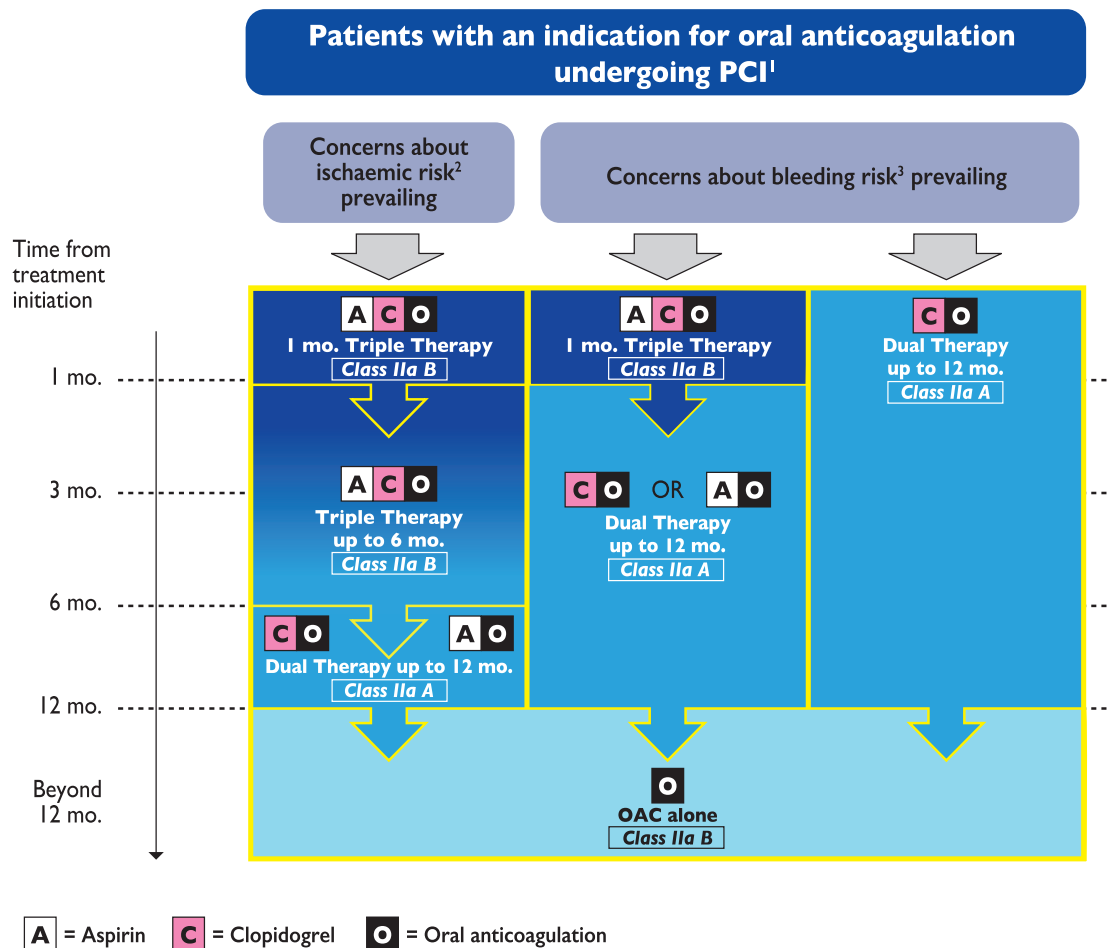 Patients with an indication for oral anticoagulation
undergoing PCI¹
Concerns about
ischaemic risk²
prevailing
Concerns about bleeding risk³ prevailing
Time from
treatment
initiation
A C O
1 mo. Triple Therapy
Class IIa B
A C O
1 mo. Triple Therapy
Class IIa B
C O
Dual Therapy
up to 12 mo.
Class IIa A
1 mo.
3 mo.
A C O
Triple Therapy
up to 6 mo.
Class IIa B
C O OR A O
Dual Therapy
up to 12 mo.
Class IIa A
6 mo.
C O A O
Dual Therapy up to 12 mo.
Class IIa A
12 mo.
Beyond
12 mo.
O
OAC alone
Class IIa B
A = Aspirin C = Clopidogrel O = Oral anticoagulation